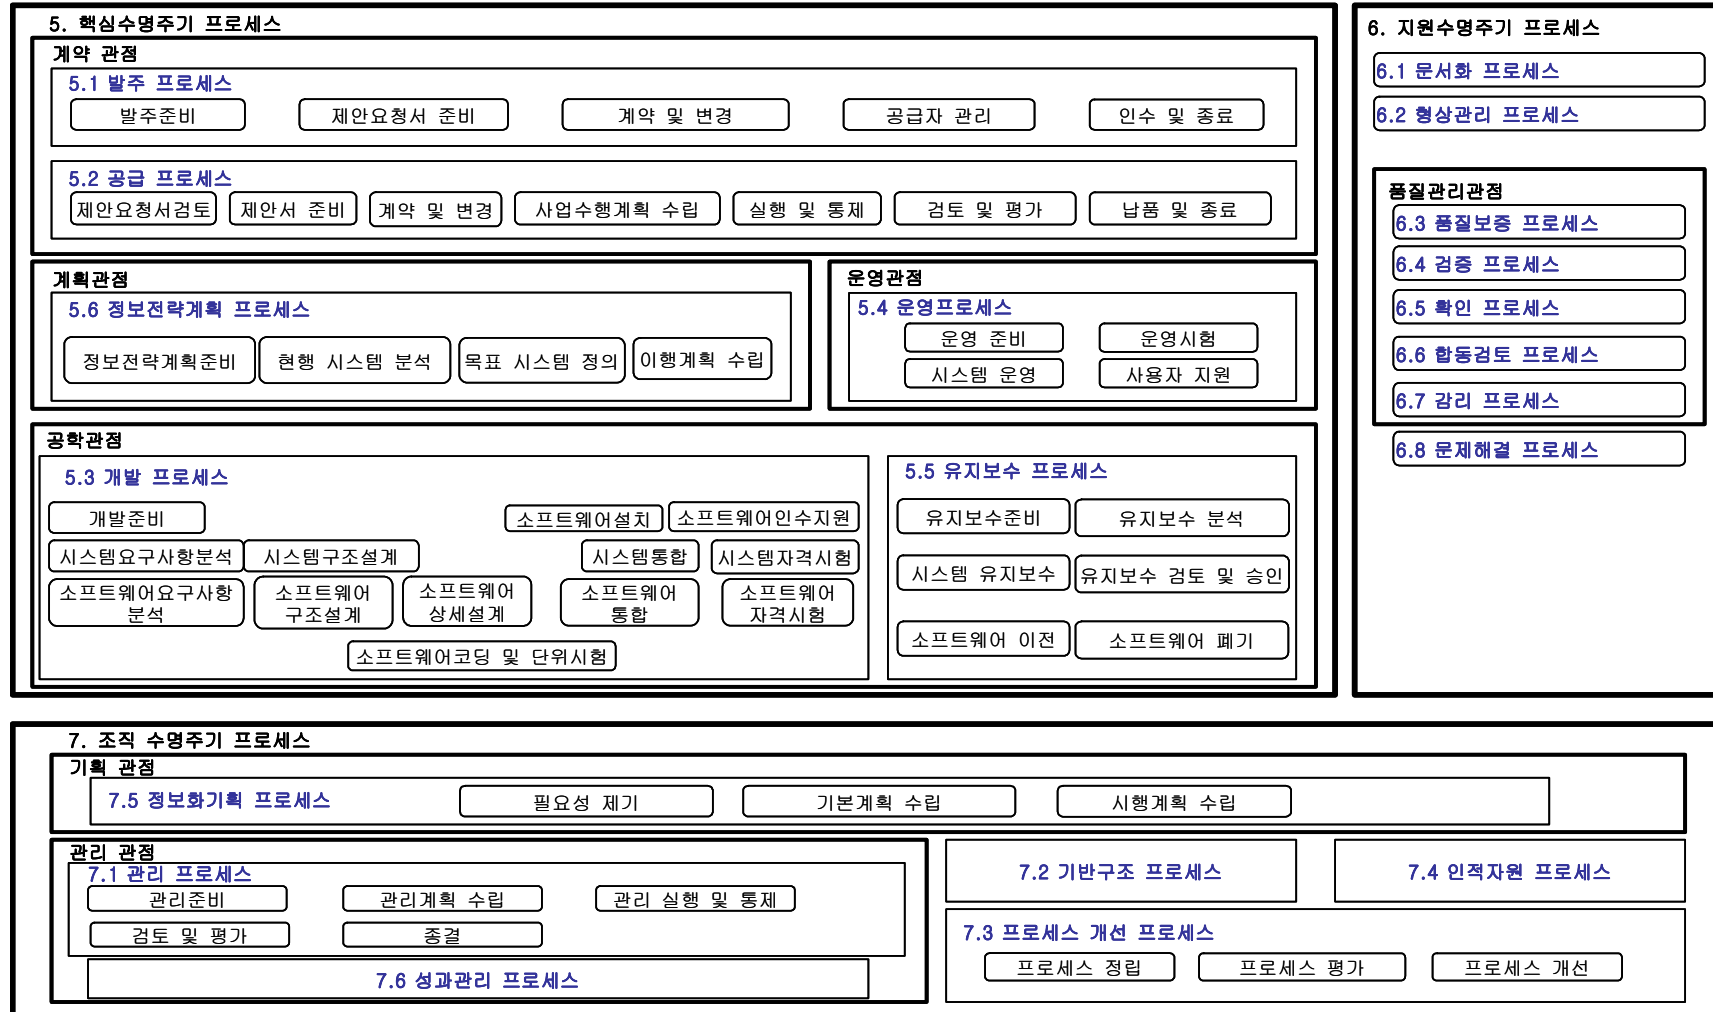 5. 핵심수명주기 프로세스
계약 관점
5.1 발주 프로세스
발주준비
제안요청서 준비
계약 및 변경
공급자 관리
인수 및 종료
5.2 공급 프로세스
제안요청서검토
제안서 준비
계약 및 변경
사업수행계획 수립
실행 및 통제
검토 및 평가
납품 및 종료
계획관점
5.6 정보전략계획 프로세스
정보전략계획준비
현행 시스템 분석
목표 시스템 정의
이행계획 수립
운영관점
5.4 운영프로세스
운영 준비
운영시험
시스템 운영
사용자 지원
공학관점
5.3 개발 프로세스
개발준비
소프트웨어설치
소프트웨어인수지원
시스템요구사항분석
시스템구조설계
시스템통합
시스템자격시험
소프트웨어요구사항
분석
소프트웨어
구조설계
소프트웨어
상세설계
소프트웨어
통합
소프트웨어
자격시험
소프트웨어코딩 및 단위시험
5.5 유지보수 프로세스
유지보수준비
유지보수 분석
시스템 유지보수
유지보수 검토 및 승인
소프트웨어 이전
소프트웨어 폐기
6. 지원수명주기 프로세스
6.1 문서화 프로세스
6.2 형상관리 프로세스
품질관리관점
6.3 품질보증 프로세스
6.4 검증 프로세스
6.5 확인 프로세스
6.6 합동검토 프로세스
6.7 감리 프로세스
6.8 문제해결 프로세스
7. 조직 수명주기 프로세스
기획 관점
7.5 정보화기획 프로세스
필요성 제기
기본계획 수립
시행계획 수립
관리 관점
7.1 관리 프로세스
관리준비
관리계획 수립
관리 실행 및 통제
검토 및 평가
종결
7.6 성과관리 프로세스
7.2 기반구조 프로세스
7.4 인적자원 프로세스
7.3 프로세스 개선 프로세스
프로세스 정립
프로세스 평가
프로세스 개선